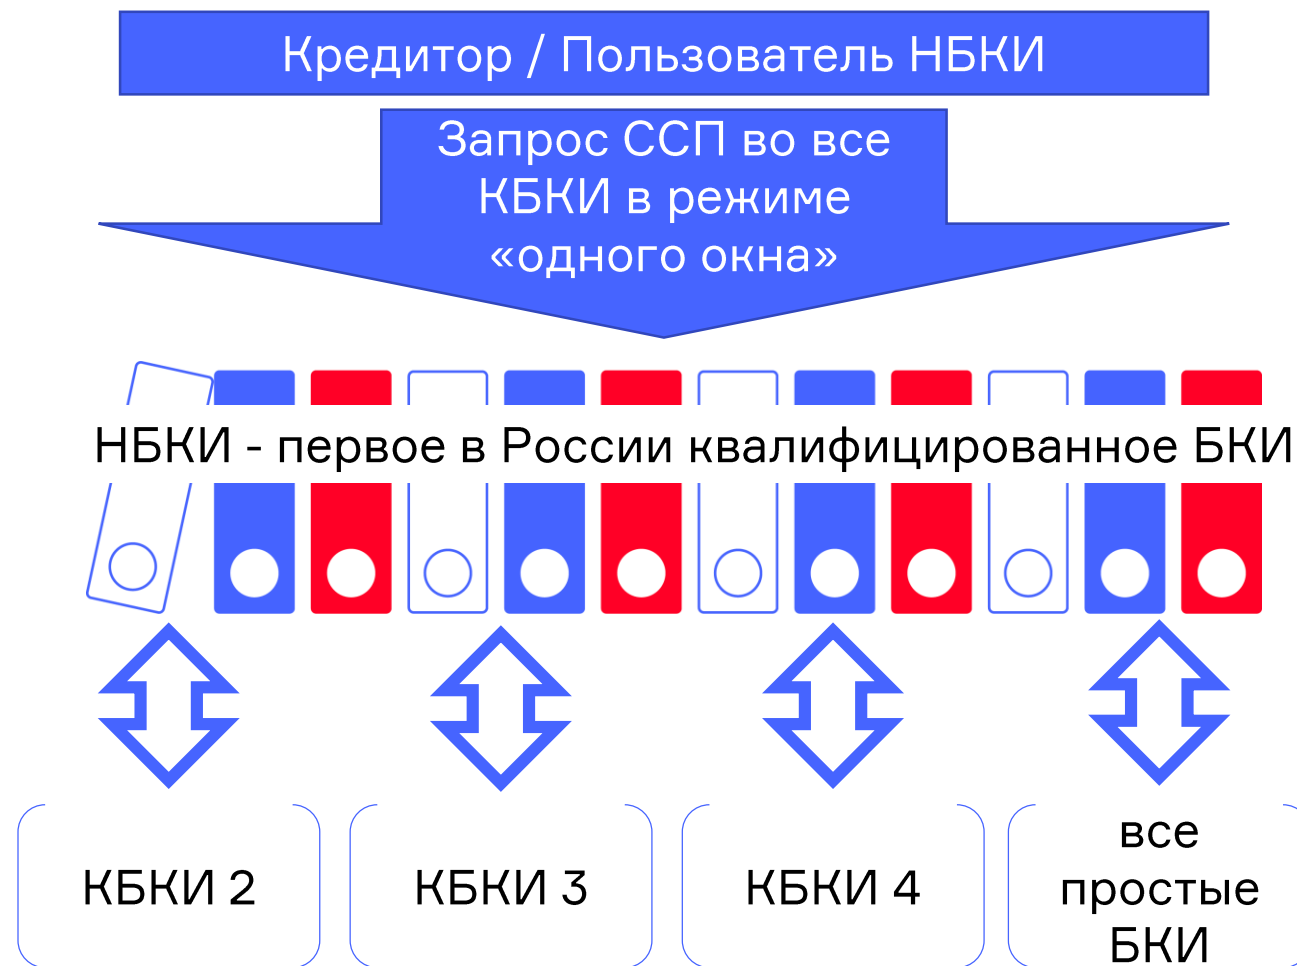 Кредитор / Пользователь НБКИ
Запрос ССП во все
КБКИ в режиме
«одного окна»
НБКИ - первое в России квалифицированное БКИ
КБКИ 2
КБКИ 3
КБКИ 4
все
простые
БКИ